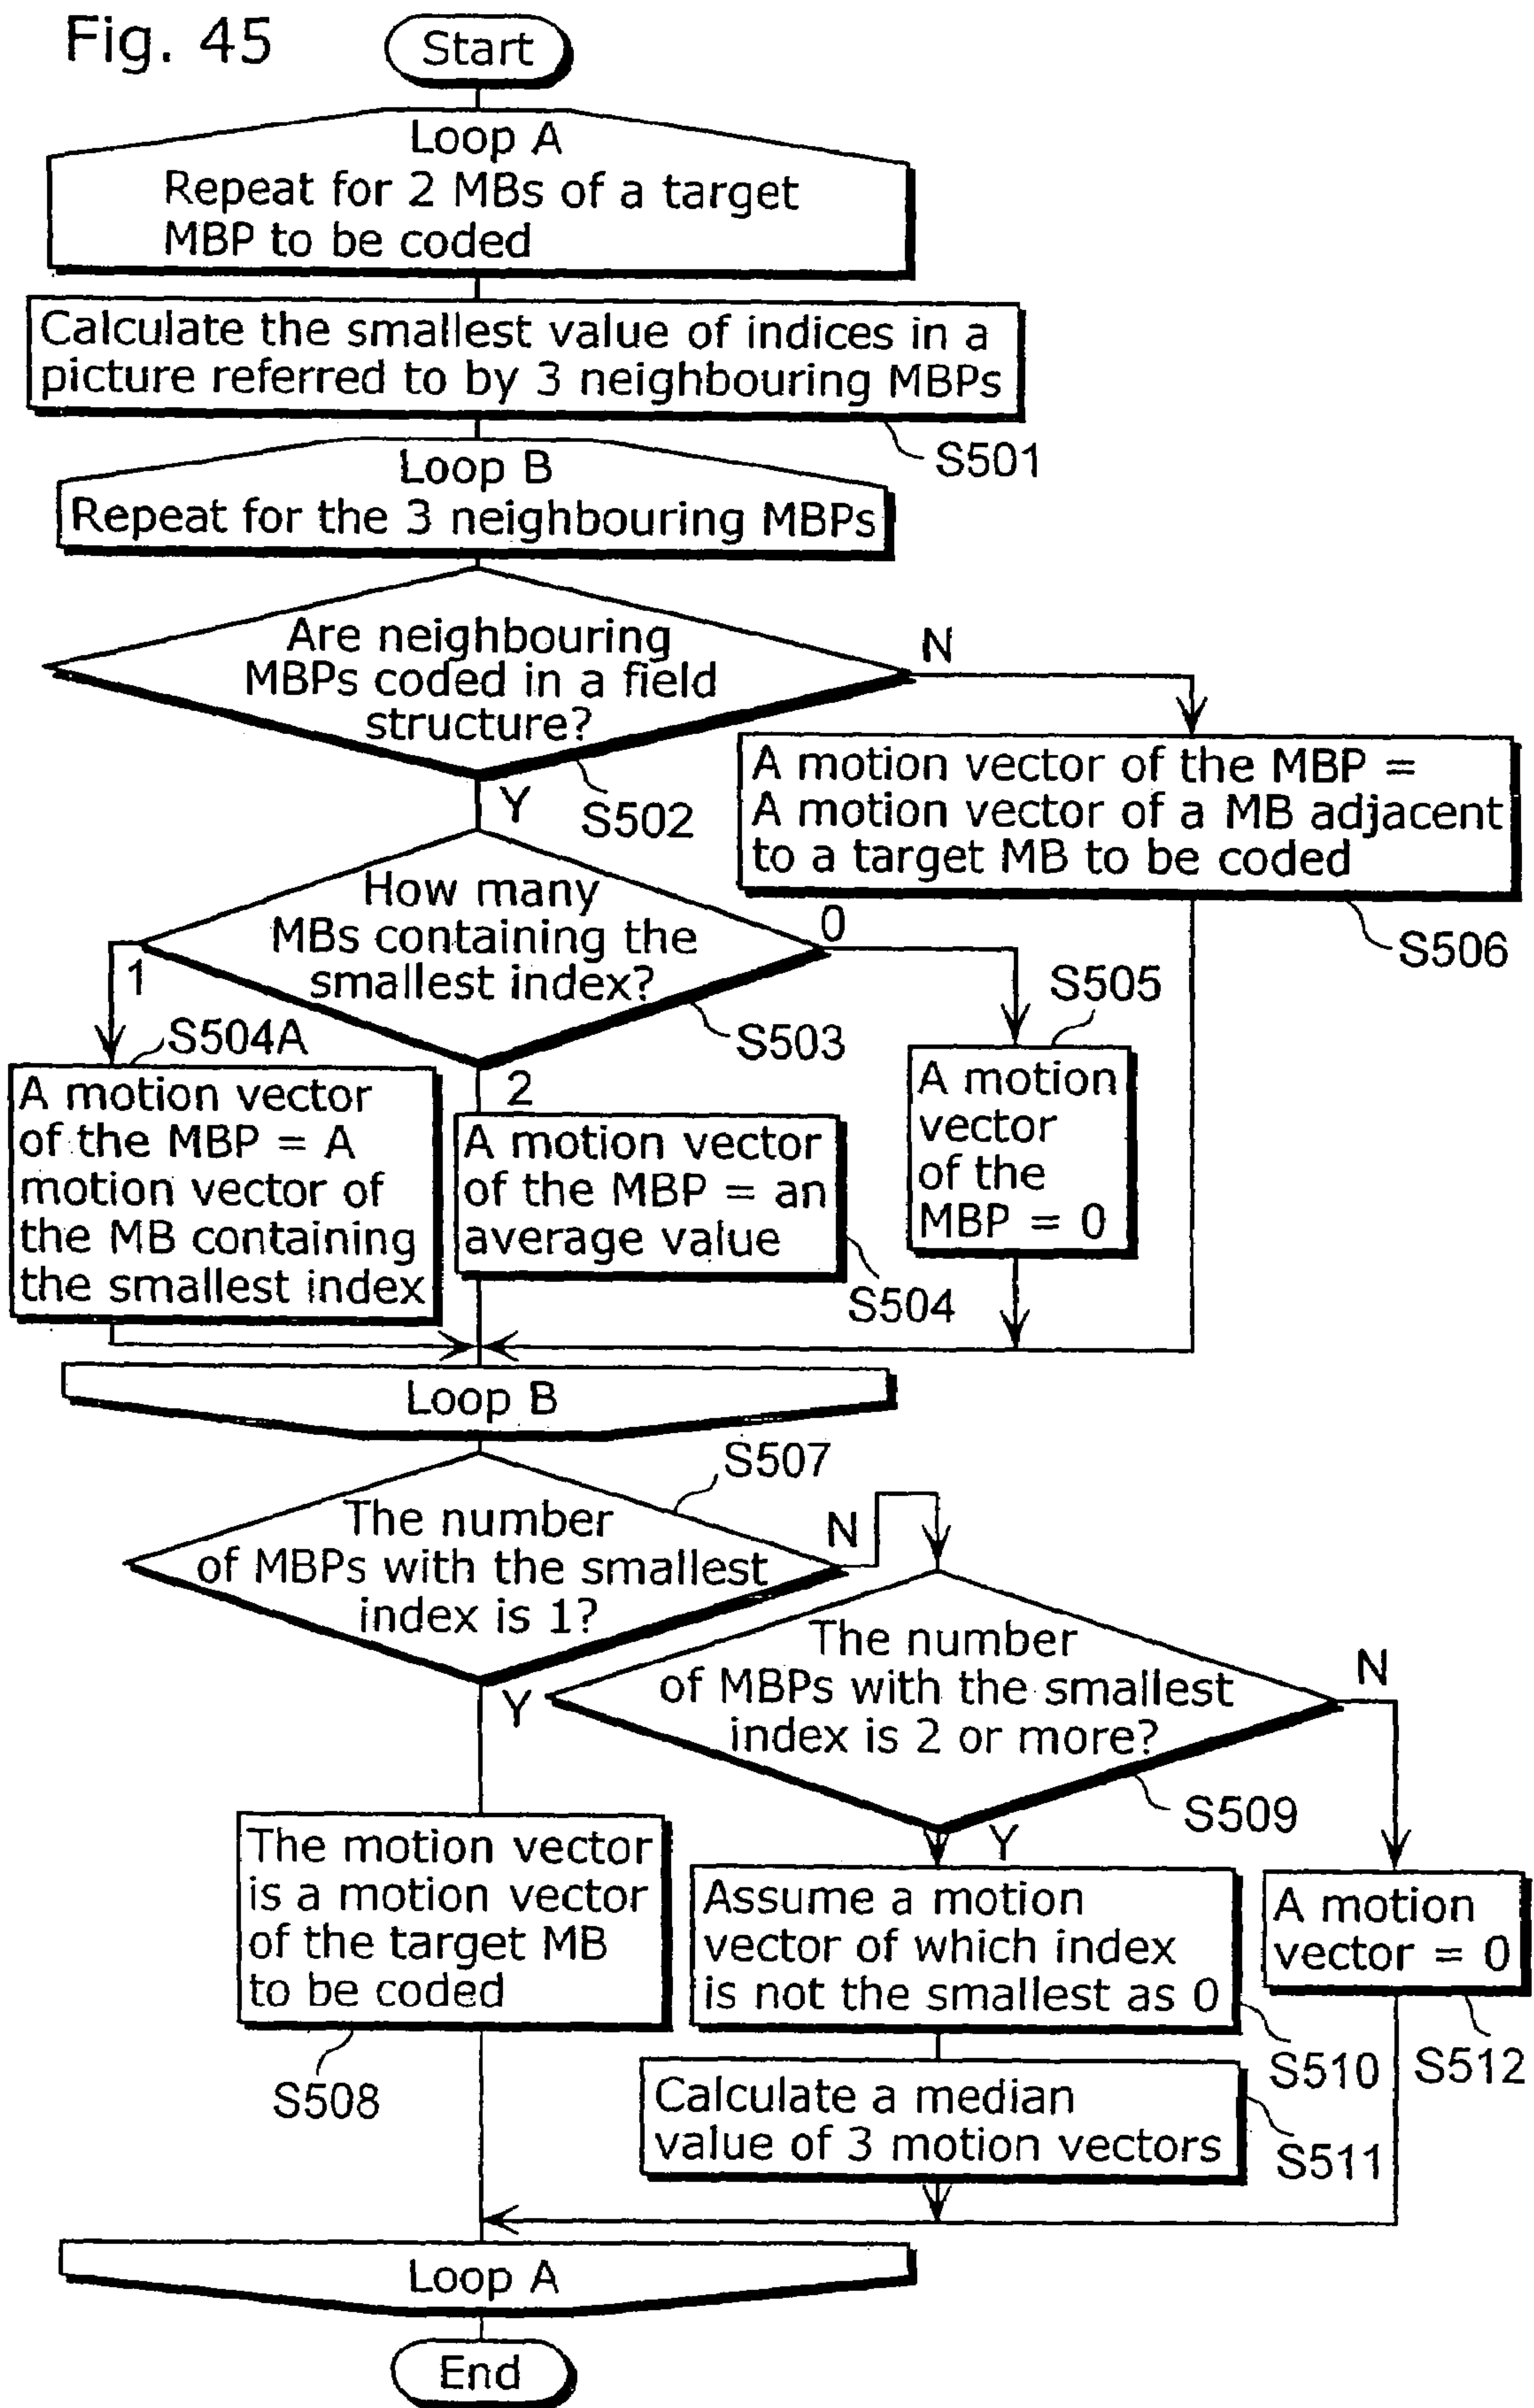 Fig. 45
Start
Loop A
Repeat for 2 MBs of a target
MBP to be coded
Calculate the smallest value of indices in a
picture referred to by 3 neighbouring MBPs
S501
Loop B
Repeat for the 3 neighbouring MBPs
Are neighbouring
MBPs coded in a field
structure?
N
Y
S502
A motion vector of the MBP =
A motion vector of a MB adjacent
to a target MB to be coded
S506
How many
MBs containing the
smallest index?
0
1
2
S503
S505
S504A
A motion vector
of the MBP = A
motion vector of
the MB containing
the smallest index
A motion vector
of the MBP = an
average value
S504
A motion
vector
of the
MBP = 0
Loop B
S507
The number
of MBPs with the smallest
index is 1?
N
Y
The number
of MBPs with the smallest
index is 2 or more?
N
S509
Y
The motion vector
is a motion vector
of the target MB
to be coded
S508
Assume a motion
vector of which index
is not the smallest as 0
S510
A motion
vector = 0
S512
Calculate a median
value of 3 motion vectors
S511
Loop A
End